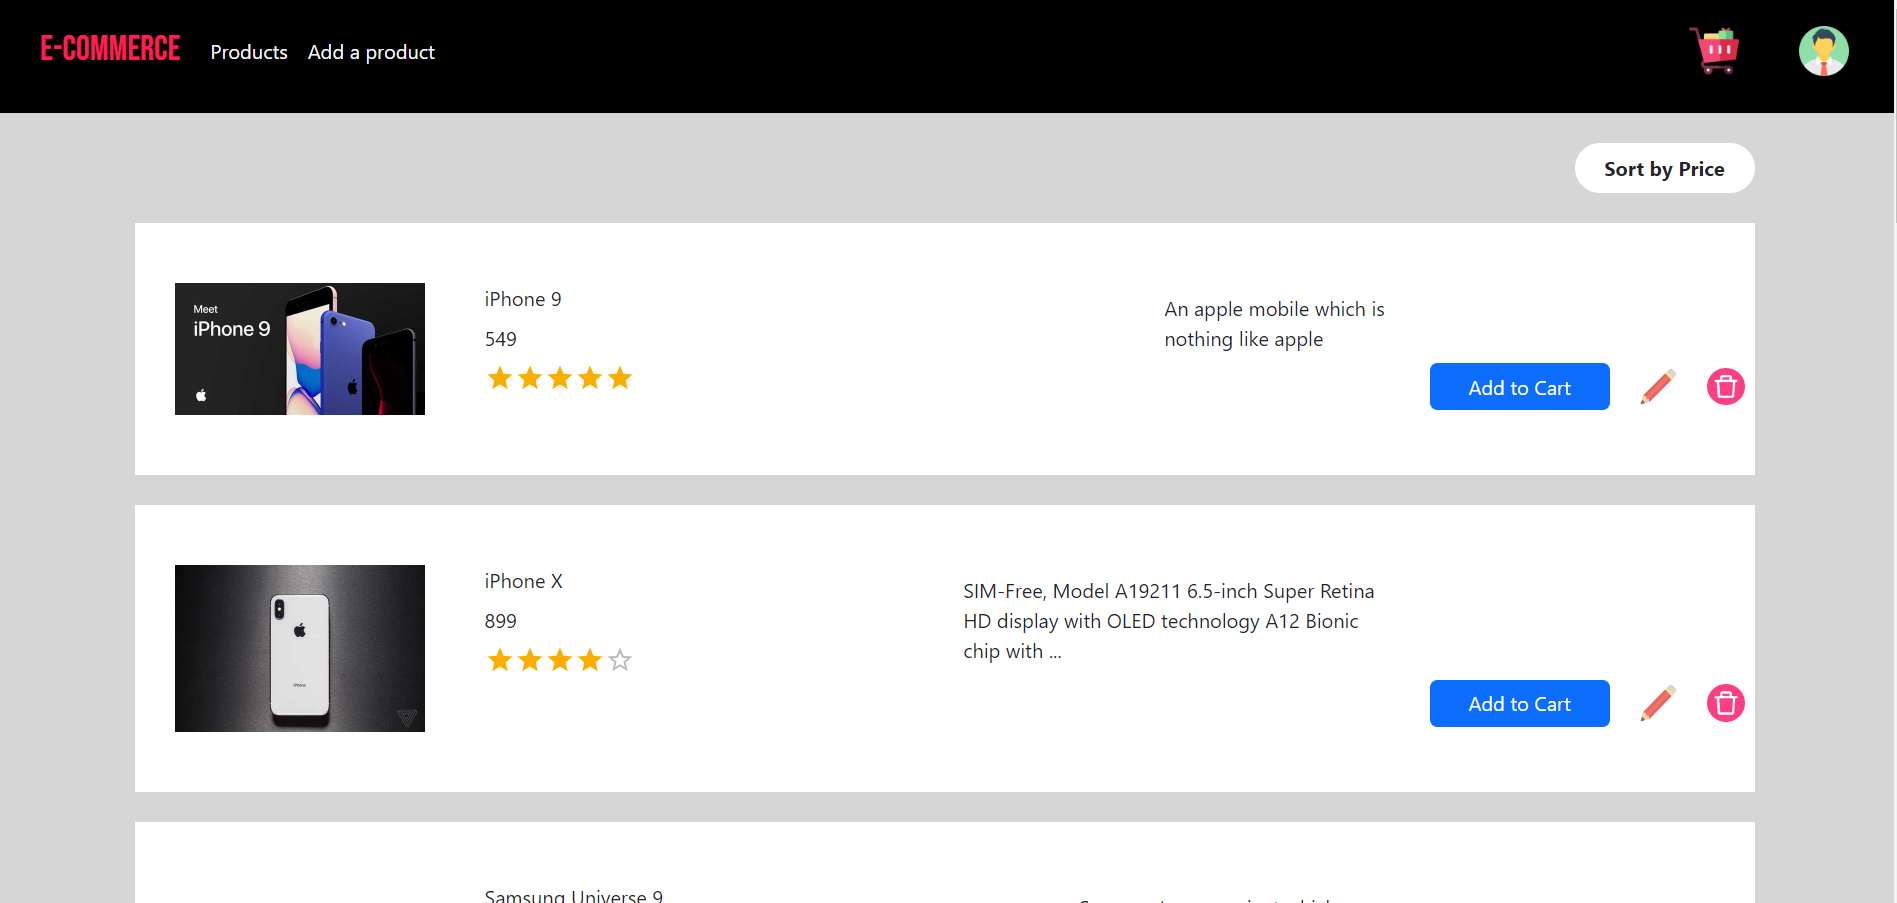 E-COMMERCE Products Add a product
Sort by Price
Meet
iPhone 9
iPhone 9
549
An apple mobile which is
nothing like apple
Add to Cart
iPhone
iPhone X
899
SIM-Free, Model A19211 6.5-inch Super Retina
HD display with OLED technology A12 Bionic
chip with ...
Add to Cart
Samsung Universe 9